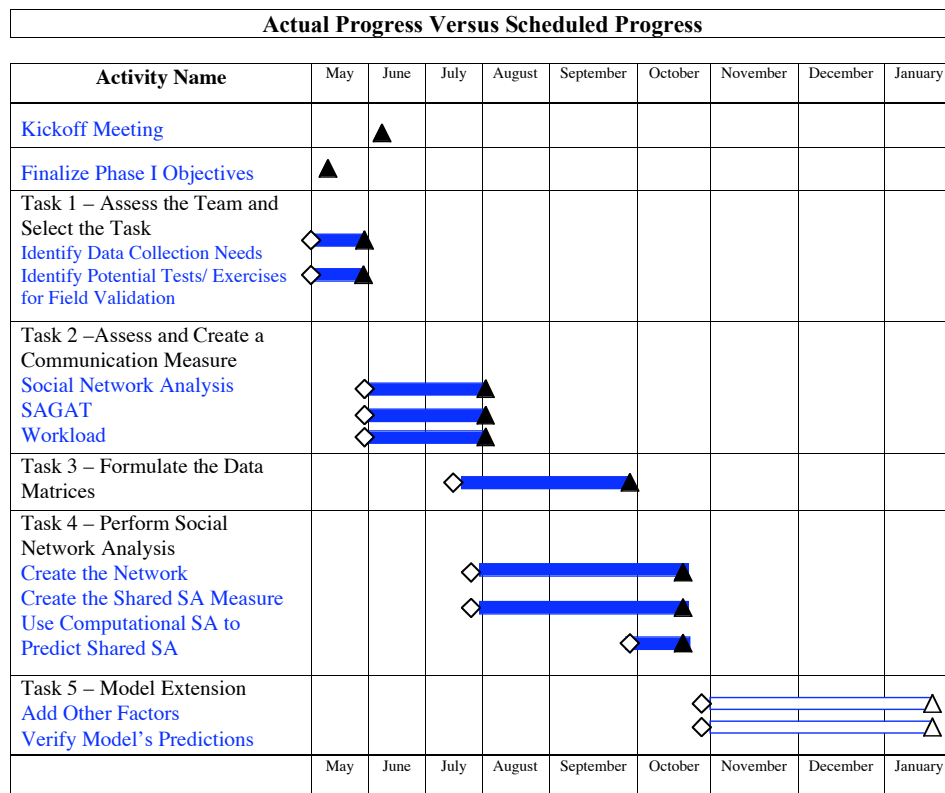 Actual Progress Versus Scheduled Progress
Activity Name May June July August September October November December January
Kickoff Meeting
Finalize Phase I Objectives
Task 1 – Assess the Team and
Select the Task
Identify Data Collection Needs
Identify Potential Tests/ Exercises
for Field Validation
Task 2 –Assess and Create a
Communication Measure
Social Network Analysis
SAGAT
Workload
Task 3 – Formulate the Data
Matrices
Task 4 – Perform Social
Network Analysis
Create the Network
Create the Shared SA Measure
Use Computational SA to
Predict Shared SA
Task 5 – Model Extension
Add Other Factors
Verify Model's Predictions
May June July August September October November December January